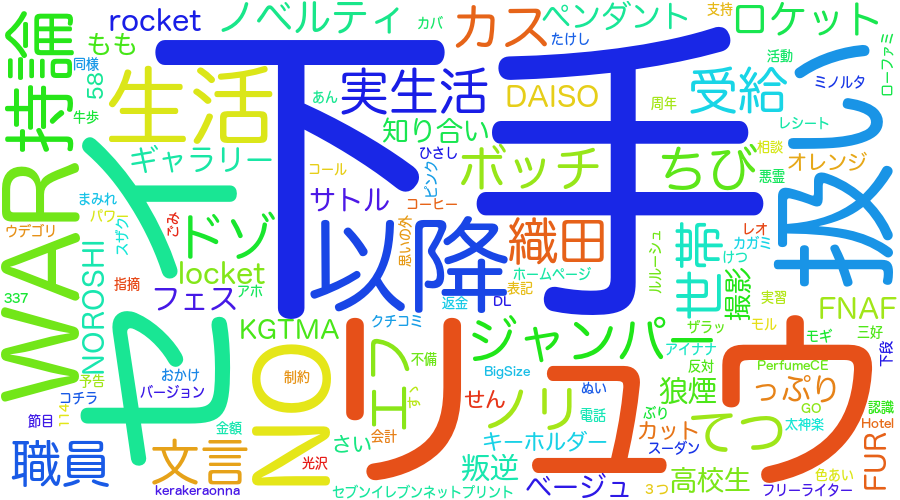 rocket
ノベルティ
カバ
カス
ペンダント
支持
ロケット
たけし
持論
同様
もも
58
牛歩
生活
下手
実生活
DAISO
受給
周年
活動
ミノルタ
ローファミ
扱い
あん
知り合い
レシート
ギャラリー
コール
ひさし
ボッチ
ちび
相談
オレンジ
悪霊
WAR
まみれ
パワー
サトル
ピンク
コーヒー
ウデゴリ
スザク
ごみ
セイ
ドゾ
以降
思いの外
織田
ルルーシュ
世帯
レオ
カガミ
けつ
NOROSHI
locket
ホームページ
撮影
指摘
フェス
アホ
返金
DL
表記
実習
337
KGTMA
クチコミ
リユウ
ジャンパー
ザラッ
モル
FNAF
モギ
三好
下段
NO
エフ
不備
アイナナ
予告
おかけ
制約
ずっ
BigSize
反対
PerfumeCE
コチラ
バージョン
せん
ノリ
ぬい
狼煙
っぷり
節目
114
金額
会計
電話
ぶり
てつ
GO
認識
太神楽
Hotel
職員
文言
さい
キーホルダー
カット
スーダン
FUR
光沢
叛逆
高校生
色あい
kerakeraonna
セブンイレブンネットプリント
ベージュ
3つ
フリーライター